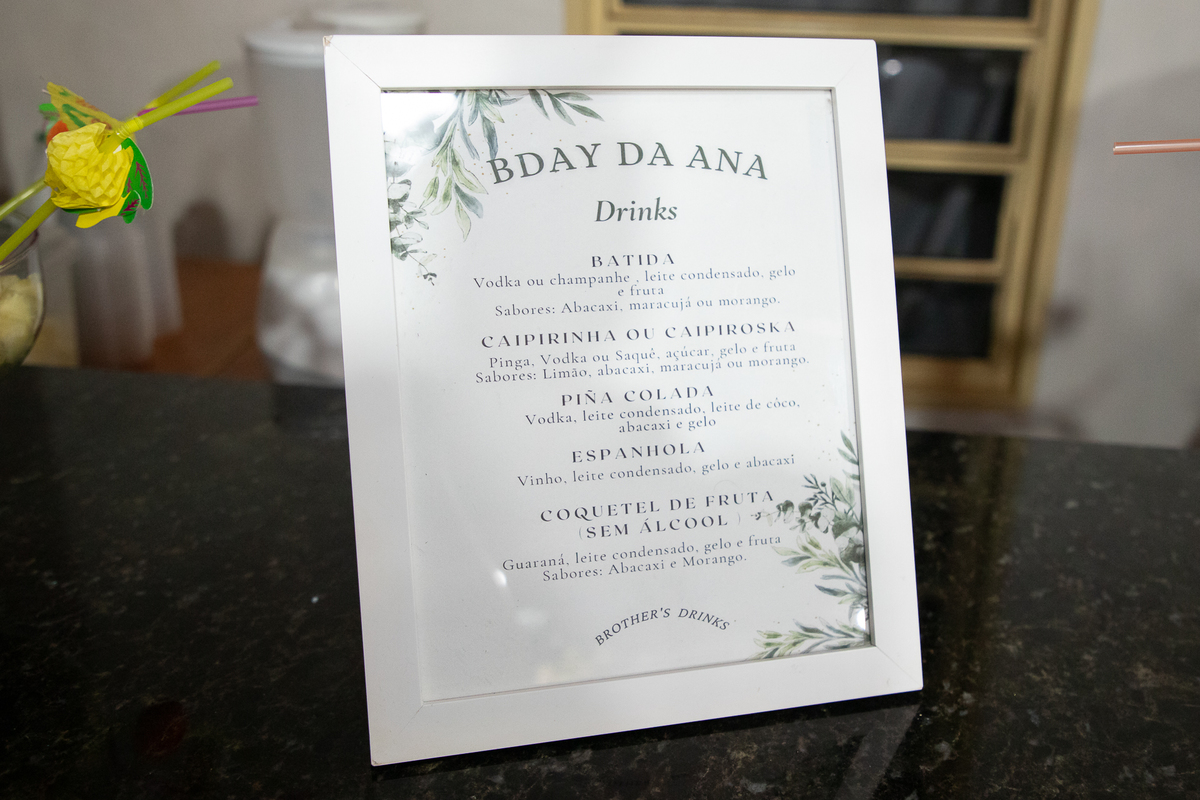 BDAY DA ANA
Drinks
BATIDA
Vodka ou champanhe , leite condensado, gelo
e fruta
Sabores: Abacaxi, maracujá ou morango.
CAIPIRINHA OU CAIPIROSKA
Pinga, Vodka ou Saquê, açúcar, gelo e fruta
Sabores: Limão, abacaxi, maracujá ou morango.
PIÑA COLADA
Vodka, leite condensado, leite de côco,
abacaxi e gelo
ESPANHOLA
Vinho, leite condensado, gelo e abacaxi
COQUETEL DE FRUTA
(SEM ÁLCOOL )
Guaraná, leite condensado, gelo e fruta
Sabores: Abacaxi e Morango.
BROTHER'S DRINKS